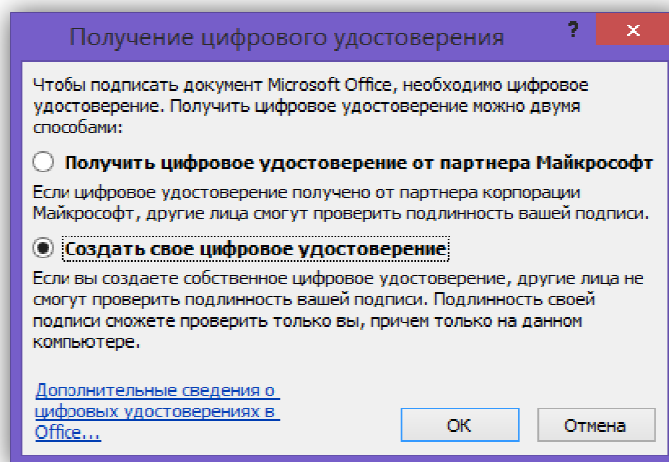 Получение цифрового удостоверения
?
×
Чтобы подписать документ Microsoft Office, необходимо цифровое
удостоверение. Получить цифровое удостоверение можно двумя
способами:
Получить цифровое удостоверение от партнера Майкрософт
Если цифровое удостоверение получено от партнера корпорации
Майкрософт, другие лица смогут проверить подлинность вашей подписи.
Создать свое цифровое удостоверение
Если вы создаете собственное цифровое удостоверение, другие лица не
смогут проверить подлинность вашей подписи. Подлинность своей
подписи сможете проверить только вы, причем только на данном
компьютере.
Дополнительные сведения о
цифровых удостоверениях в
Office...
ОК
Отмена